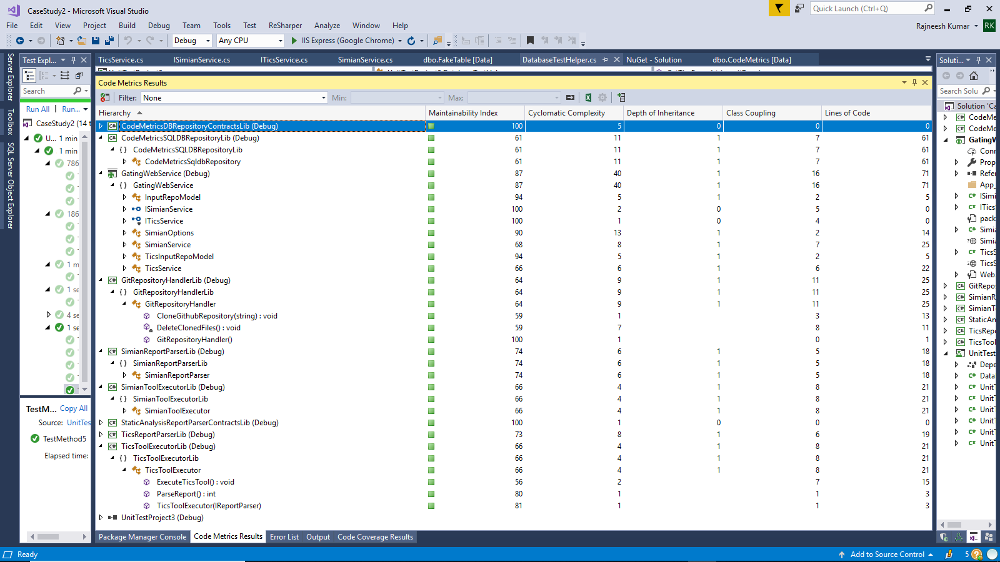 CaseStudy2 - Microsoft Visual Studio
Quick Launch (Ctrl+Q)
File Edit View Project Build Debug Team Tools Test ReSharper Analyze Window Help
Rajneesh Kumar RK
Debug Any CPU IIS Express (Google Chrome)
Server Explorer
Toolbox
SQL Server Object Explorer
Test Expl...
Search
Run All | Run...
CaseStudy2 (14 t
U... 1 min
1 min
786
186
1 m
1 se
4 se
1 se
TestM... Copy All
Source: UnitTes
TestMethod5
Elapsed time:
TicsService.cs ISimianService.cs ITicsService.cs SimianService.cs dbo.FakeTable [Data] DatabaseTestHelper.cs NuGet - Solution dbo.CodeMetrics [Data]
Code Metrics Results
Filter: None Min: Max:
Hierarchy Maintainability Index Cyclomatic Complexity Depth of Inheritance Class Coupling Lines of Code
CodeMetricsDBRepositoryContractsLib (Debug) 100 5 0 0 0
CodeMetricsSQLDBRepositoryLib (Debug) 61 11 1 7 61
{ } CodeMetricsSQLDBRepositoryLib 61 11 1 7 61
CodeMetricsSqldbRepository 61 11 1 7 61
GatingWebService (Debug) 87 40 1 16 71
{ } GatingWebService 87 40 1 16 71
InputRepoModel 94 5 1 2 5
ISimianService 100 2 0 5 0
ITicsService 100 1 0 4 0
SimianOptions 90 13 1 2 14
SimianService 68 8 1 7 25
TicsInputRepoModel 94 5 1 2 5
TicsService 66 6 1 6 22
GitRepositoryHandlerLib (Debug) 64 9 1 11 25
{ } GitRepositoryHandlerLib 64 9 1 11 25
GitRepositoryHandler 64 9 1 11 25
CloneGithubRepository(string) : void 59 1 3 13
DeleteClonedFiles() : void 59 7 8 11
GitRepositoryHandler() 100 1 0 1
SimianReportParserLib (Debug) 74 6 1 5 18
{ } SimianReportParserLib 74 6 1 5 18
SimianReportParser 74 6 1 5 18
SimianToolExecutorLib (Debug) 66 4 1 8 21
{ } SimianToolExecutorLib 66 4 1 8 21
SimianToolExecutor 66 4 1 8 21
StaticAnalysisReportParserContractsLib (Debug) 100 1 0 0 0
TicsReportParserLib (Debug) 73 8 1 6 19
TicsToolExecutorLib (Debug) 66 4 1 8 21
{ } TicsToolExecutorLib 66 4 1 8 21
TicsToolExecutor 66 4 1 8 21
ExecuteTicsTool() : void 56 2 7 15
ParseReport() : int 80 1 1 3
TicsToolExecutor(IReportParser) 81 1 1 3
UnitTestProject3 (Debug)
Package Manager Console Code Metrics Results Error List Output Code Coverage Results
Soluti...
Search Solu
Solution 'Ca
CodeMe
CodeMe
GatingW
Conn
Prop
Refer
App_
ISimi
ITics
pack
Simia
Simia
TicsS
TicsS
Web
GitRepo
SimianR
SimianT
StaticAn
TicsRepo
TicsTool
UnitTest
Depe
Data
UnitT
UnitT
UnitT
UnitT
UnitT
UnitT
Ready
Add to Source Control 5